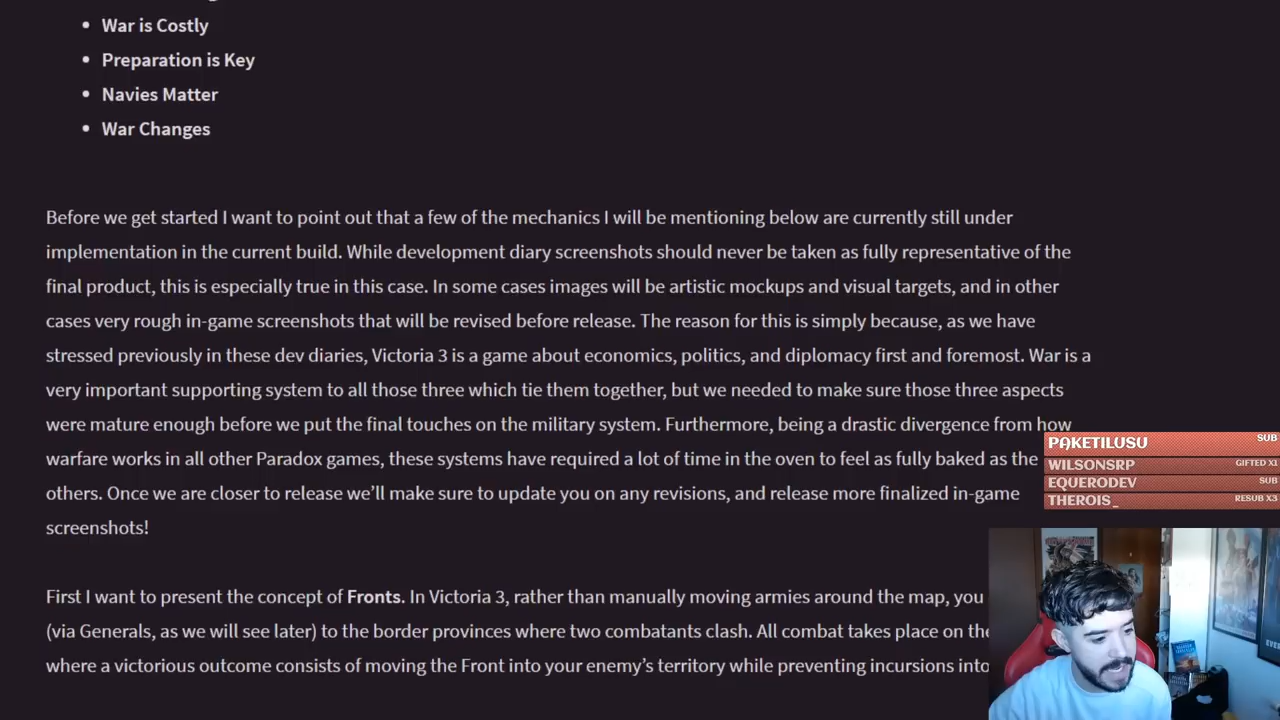 War is Costly
Preparation is Key
Navies Matter
War Changes
Before we get started I want to point out that a few of the mechanics I will be mentioning below are currently still under
implementation in the current build. While development diary screenshots should never be taken as fully representative of the
final product, this is especially true in this case. In some cases images will be artistic mockups and visual targets, and in other
cases very rough in-game screenshots that will be revised before release. The reason for this is simply because, as we have
stressed previously in these dev diaries, Victoria 3 is a game about economics, politics, and diplomacy first and foremost. War is a
very important supporting system to all those three which tie them together, but we needed to make sure those three aspects
were mature enough before we put the final touches on the military system. Furthermore, being a drastic divergence from how
warfare works in all other Paradox games, these systems have required a lot of time in the oven to feel as fully baked as the
others. Once we are closer to release we’ll make sure to update you on any revisions, and release more finalized in-game
screenshots!
PAKETILUSU SUB
WILSONSRP GIFTED X1
EQUERODEV SUB
THEROIS_ RESUB X3
First I want to present the concept of Fronts. In Victoria 3, rather than manually moving armies around the map, you
(via Generals, as we will see later) to the border provinces where two combatants clash. All combat takes place on
where a victorious outcome consists of moving the Front into your enemy’s territory while preventing incursions into